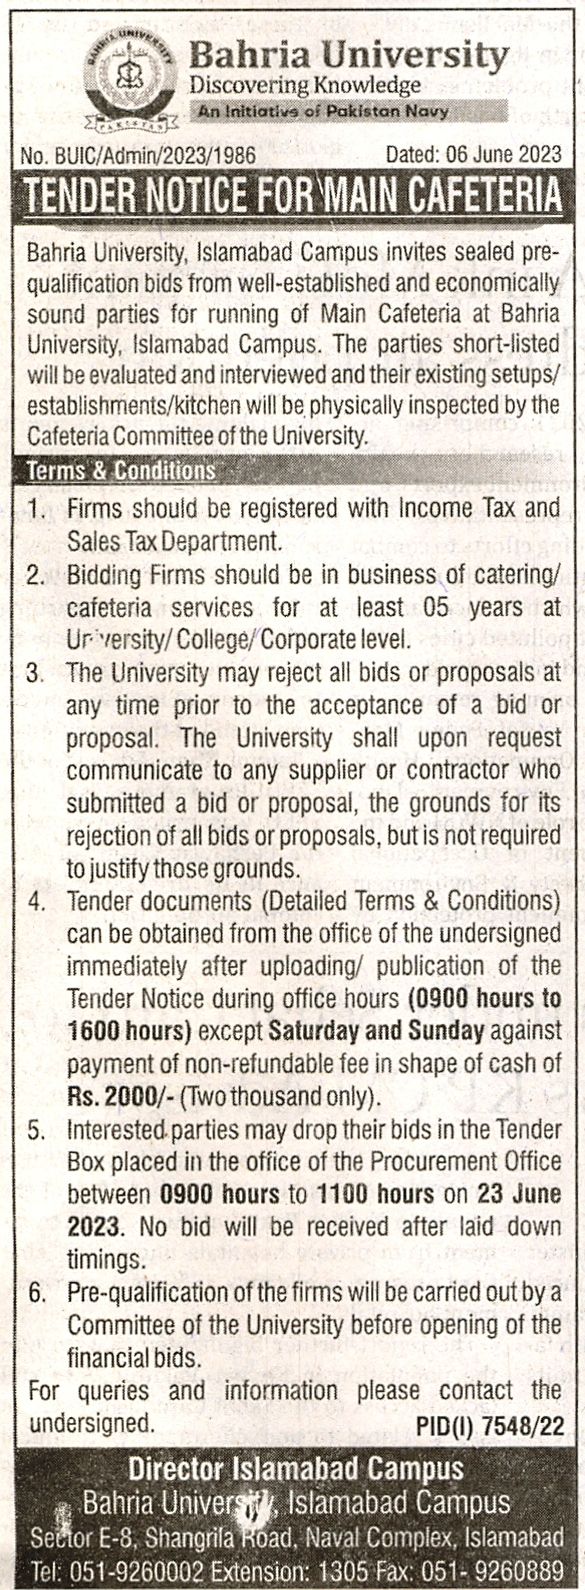 BAHRIA UNIVERSITY
PAKISTAN
Bahria University
Discovering Knowledge
An Initiative of Pakistan Navy
No. BUIC/Admin/2023/1986 Dated: 06 June 2023
TENDER NOTICE FOR MAIN CAFETERIA
Bahria University, Islamabad Campus invites sealed pre-
qualification bids from well-established and economically
sound parties for running of Main Cafeteria at Bahria
University, Islamabad Campus. The parties short-listed
will be evaluated and interviewed and their existing setups/
establishments/kitchen will be physically inspected by the
Cafeteria Committee of the University.
Terms & Conditions
1. Firms should be registered with Income Tax and
Sales Tax Department.
2. Bidding Firms should be in business of catering/
cafeteria services for at least 05 years at
University/ College/ Corporate level.
3. The University may reject all bids or proposals at
any time prior to the acceptance of a bid or
proposal. The University shall upon request
communicate to any supplier or contractor who
submitted a bid or proposal, the grounds for its
rejection of all bids or proposals, but is not required
to justify those grounds.
4. Tender documents (Detailed Terms & Conditions)
can be obtained from the office of the undersigned
immediately after uploading/ publication of the
Tender Notice during office hours (0900 hours to
1600 hours) except Saturday and Sunday against
payment of non-refundable fee in shape of cash of
Rs. 2000/- (Two thousand only).
5. Interested parties may drop their bids in the Tender
Box placed in the office of the Procurement Office
between 0900 hours to 1100 hours on 23 June
2023. No bid will be received after laid down
timings.
6. Pre-qualification of the firms will be carried out by a
Committee of the University before opening of the
financial bids.
For queries and information please contact the
undersigned. PID(I) 7548/22
Director Islamabad Campus
Bahria University, Islamabad Campus
Sector E-8, Shangrila Road, Naval Complex, Islamabad
Tel: 051-9260002 Extension: 1305 Fax: 051- 9260889